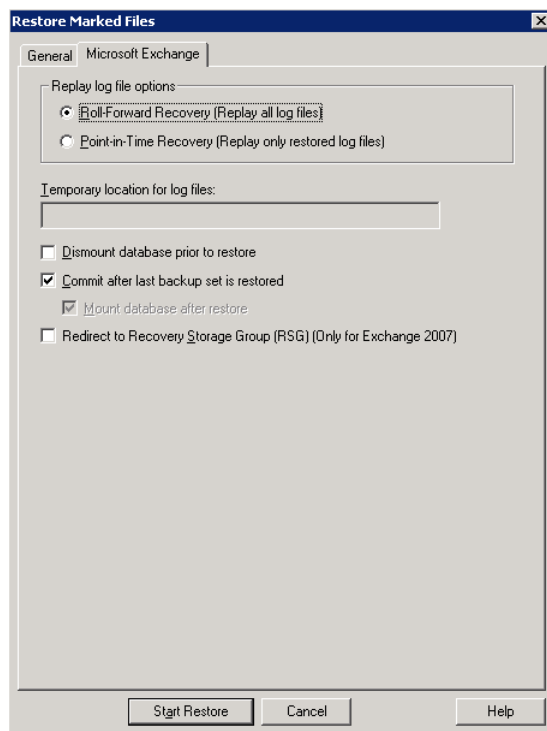 Restore Marked Files
General
Microsoft Exchange
Replay log file options
Roll-Forward Recovery (Replay all log files)
Point-in-Time Recovery (Replay only restored log files)
Temporary location for log files:
Dismount database prior to restore
Commit after last backup set is restored
Mount database after restore
Redirect to Recovery Storage Group (RSG) (Only for Exchange 2007)
Start Restore
Cancel
Help